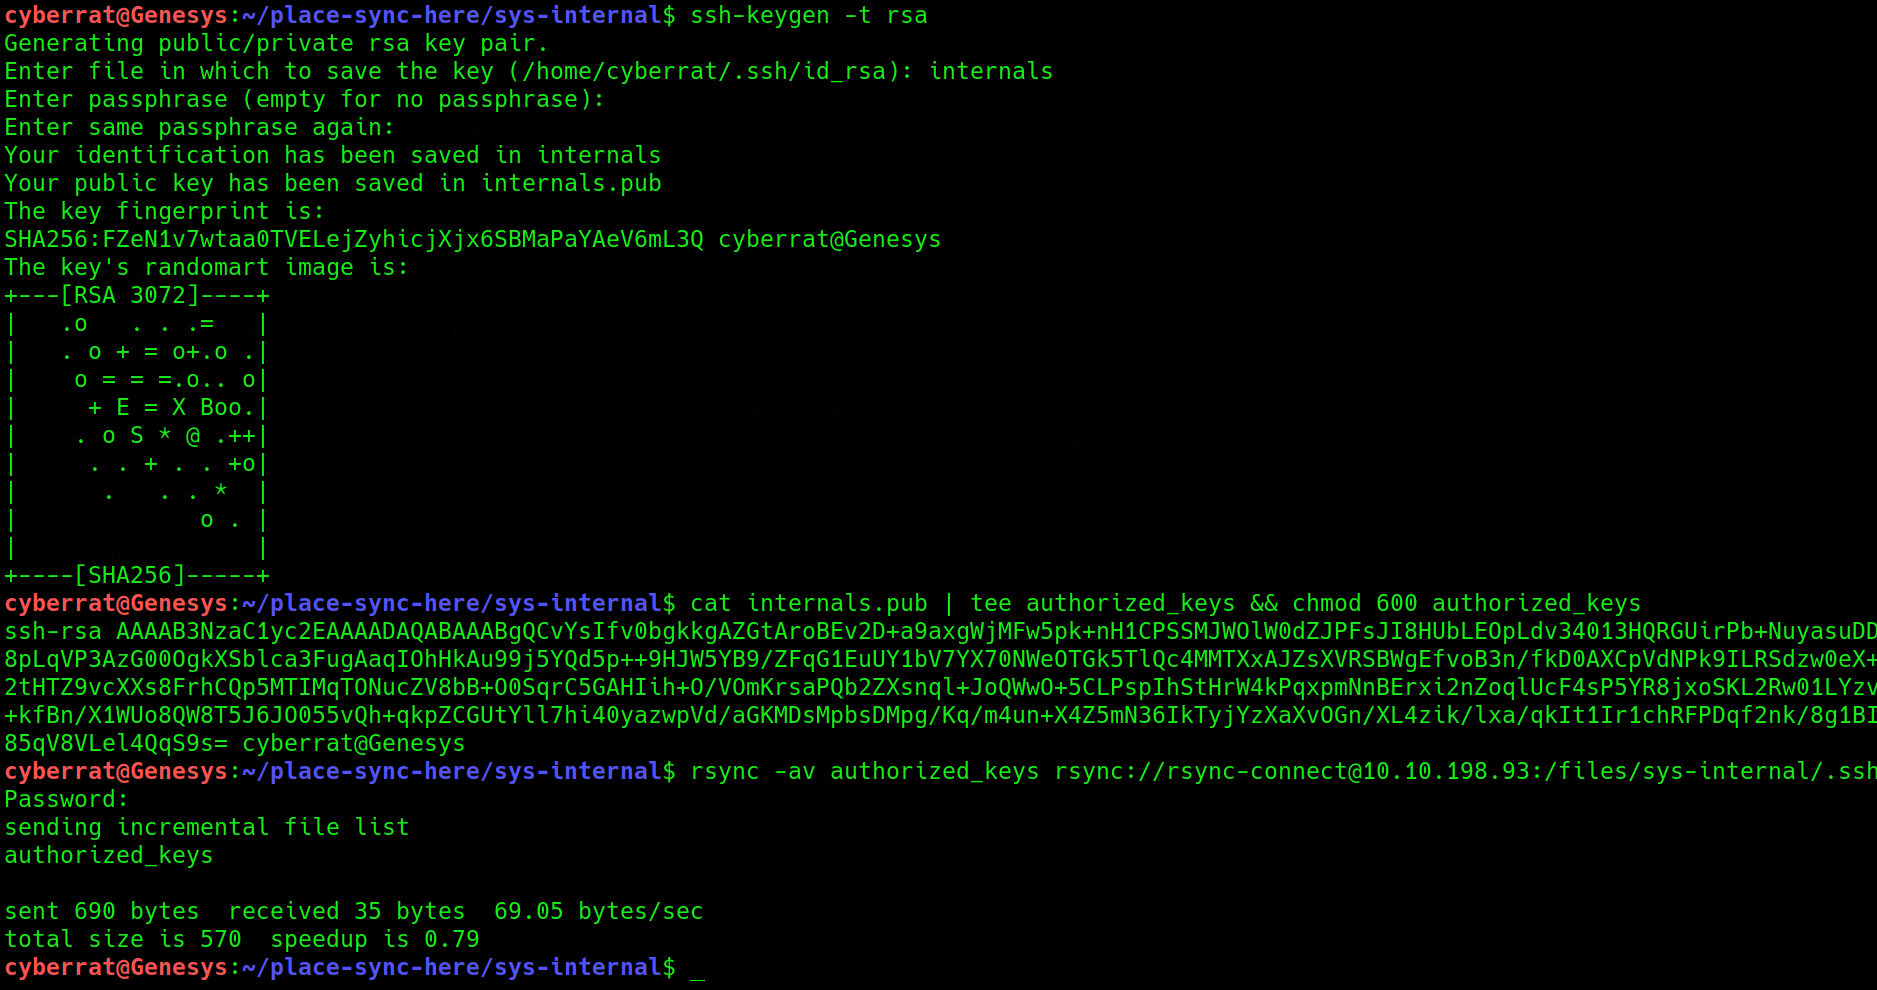 cyberrat@Genesys:~/place-sync-here/sys-internal$ ssh-keygen -t rsa
Generating public/private rsa key pair.
Enter file in which to save the key (/home/cyberrat/.ssh/id_rsa): internals
Enter passphrase (empty for no passphrase):
Enter same passphrase again:
Your identification has been saved in internals
Your public key has been saved in internals.pub
The key fingerprint is:
SHA256:FZeN1v7wtaa0TVELejZyhicjXjx6SBMaPaYAeV6mL3Q cyberrat@Genesys
The key's randomart image is:
+---[RSA 3072]----+
|   .o   . . .=   |
|   . o + = o+.o .|
|    o = = =.o.. o|
|     + E = X Boo.|
|    . o S * @ .++|
|     . . + . . +o|
|      .   . . *  |
|             o . |
|                 |
+----[SHA256]-----+
cyberrat@Genesys:~/place-sync-here/sys-internal$ cat internals.pub | tee authorized_keys && chmod 600 authorized_keys
ssh-rsa AAAAB3NzaC1yc2EAAAADAQABAAABgQCvYsIfv0bgkkgAZGtAroBEv2D+a9axgWjMFw5pk+nH1CPSSMJWOlW0dZJPFsJI8HUbLEOpLdv34013HQRGUirPb+NuyasuDD
8pLqVP3AzG00OgkXSblca3FugAaqIOhHkAu99j5YQd5p++9HJW5YB9/ZFqG1EuUY1bV7YX70NWeOTGk5TlQc4MMTXxAJZsXVRSBWgEfvoB3n/fkD0AXCpVdNPk9ILRSdzw0eX+
2tHTZ9vcXXs8FrhCQp5MTIMqTONucZV8bB+O0SqrC5GAHIih+O/VOmKrsaPQb2ZXsnql+JoQWwO+5CLPspIhStHrW4kPqxpmNnBErxi2nZoqlUcF4sP5YR8jxoSKL2Rw01LYzv
+kfBn/X1WUo8QW8T5J6JO055vQh+qkpZCGUtYll7hi40yazwpVd/aGKMDsMpbsDMpg/Kq/m4un+X4Z5mN36IkTyjYzXaXvOGn/XL4zik/lxa/qkIt1Ir1chRFPDqf2nk/8g1BI
85qV8VLel4QqS9s= cyberrat@Genesys
cyberrat@Genesys:~/place-sync-here/sys-internal$ rsync -av authorized_keys rsync://rsync-connect@10.10.198.93:/files/sys-internal/.ssh
Password:
sending incremental file list
authorized_keys
sent 690 bytes  received 35 bytes  69.05 bytes/sec
total size is 570  speedup is 0.79
cyberrat@Genesys:~/place-sync-here/sys-internal$ _